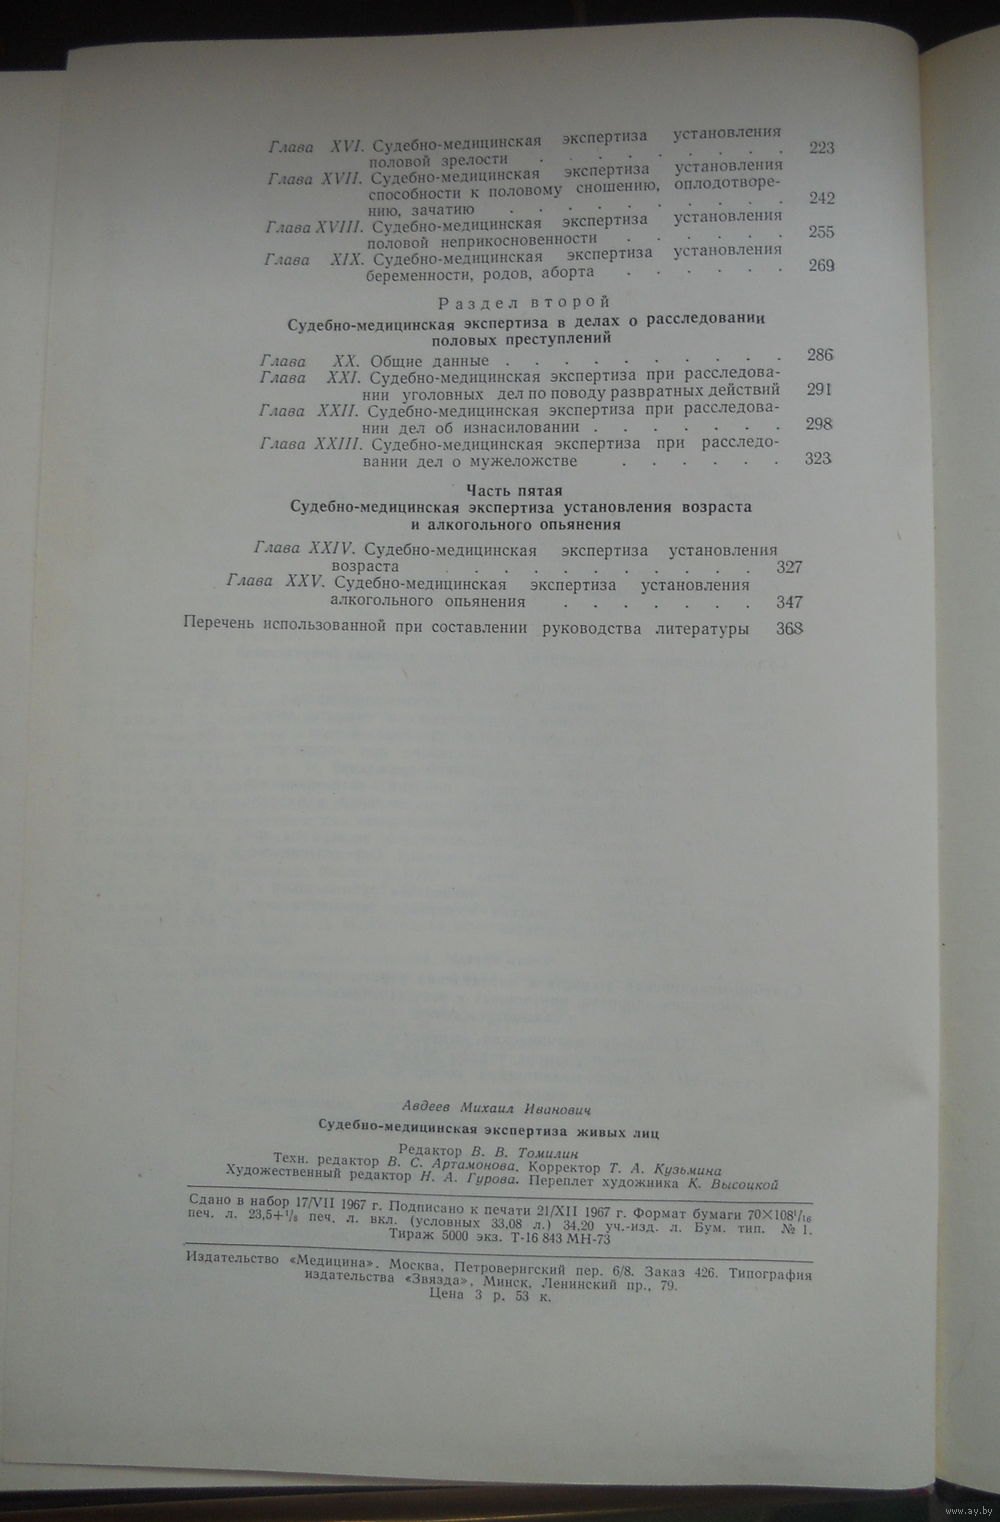 Глава XVI. Судебно-медицинская экспертиза установления
половой зрелости . . . . . . . 223
Глава XVII. Судебно-медицинская экспертиза установления
способности к половому сношению, оплодотворе-
нию, зачатию . . . . . . . . . . 242
Глава XVIII. Судебно-медицинская экспертиза установления
половой неприкосновенности . . . . . . 255
Глава XIX. Судебно-медицинская экспертиза установления
беременности, родов, аборта . . . . . . 269
Раздел второй
Судебно-медицинская экспертиза в делах о расследовании
половых преступлений
Глава XX. Общие данные . . . . . . . . . . 286
Глава XXI. Судебно-медицинская экспертиза при расследова-
нии уголовных дел по поводу развратных действий 291
Глава XXII. Судебно-медицинская экспертиза при расследова-
нии дел об изнасиловании . . . . . . . 298
Глава XXIII. Судебно-медицинская экспертиза при расследо-
вании дел о мужеложстве . . . . . . 323
Часть пятая
Судебно-медицинская экспертиза установления возраста
и алкогольного опьянения
Глава XXIV. Судебно-медицинская экспертиза установления
возраста . . . . . . . . . . . 327
Глава XXV. Судебно-медицинская экспертиза установления
алкогольного опьянения . . . . . . . 347
Перечень использованной при составлении руководства литературы 368
Авдеев Михаил Иванович
Судебно-медицинская экспертиза живых лиц
Редактор В. В. Томилин
Техн. редактор В. С. Артамонова. Корректор Т. А. Кузьмина
Художественный редактор Н. А. Гурова. Переплет художника К. Высоцкой
Сдано в набор 17/VII 1967 г. Подписано к печати 21/XII 1967 г. Формат бумаги 70×108¹/₁₆
печ. л. 23,5+¹/₈ печ. л. вкл. (условных 33,08 л.) 34,20 уч.-изд. л. Бум. тип. № 1.
Тираж 5000 экз. Т-16 843 МН-73
Издательство «Медицина», Москва, Петроверигский пер. 6/8. Заказ 426. Типография
издательства «Звязда», Минск, Ленинский пр., 79.
Цена 3 р. 53 к.
www.ay.by